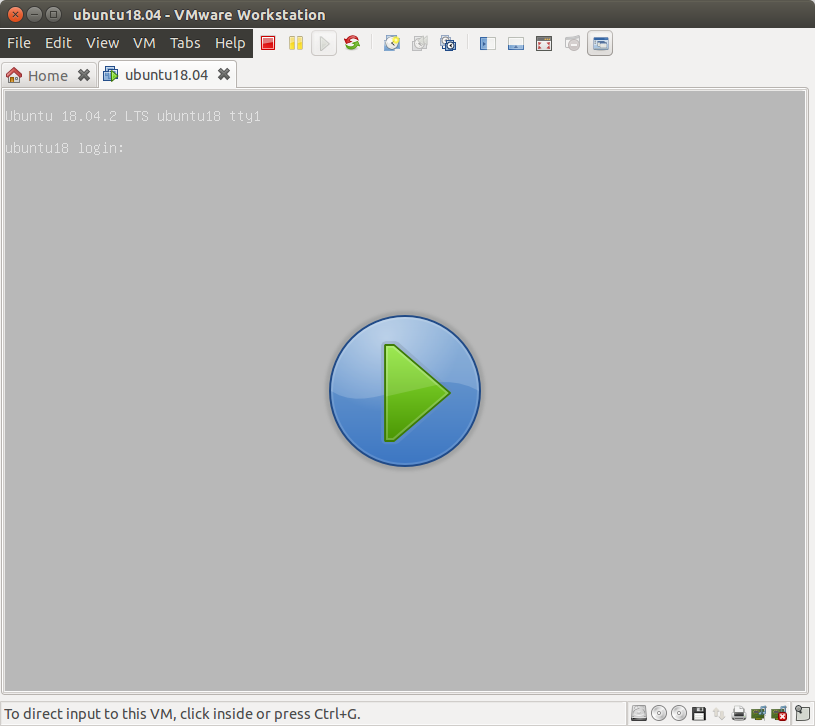 ubuntu18.04 - VMware Workstation
File Edit View VM Tabs Help
Home ubuntu18.04
Ubuntu 18.04.2 LTS ubuntu18 tty1
ubuntu18 login:
To direct input to this VM, click inside or press Ctrl+G.